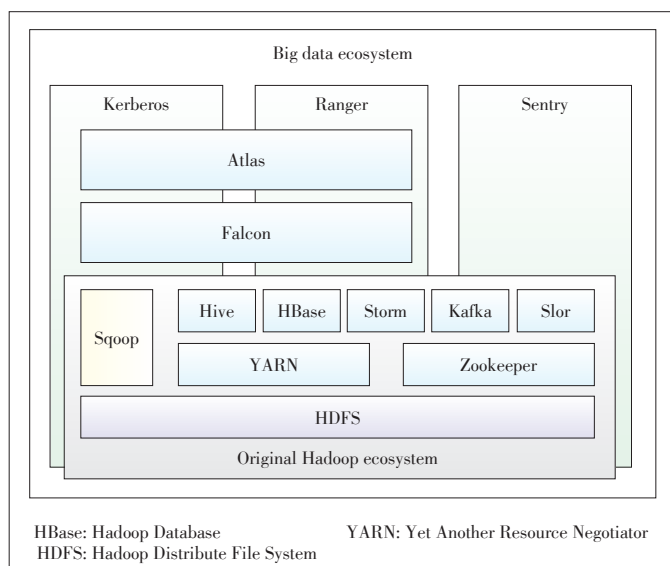 Big data ecosystem
Kerberos Ranger Sentry
Atlas
Falcon
Hive HBase Storm Kafka Slor
Sqoop
YARN Zookeeper
HDFS
Original Hadoop ecosystem
HBase: Hadoop Database YARN: Yet Another Resource Negotiator
HDFS: Hadoop Distribute File System